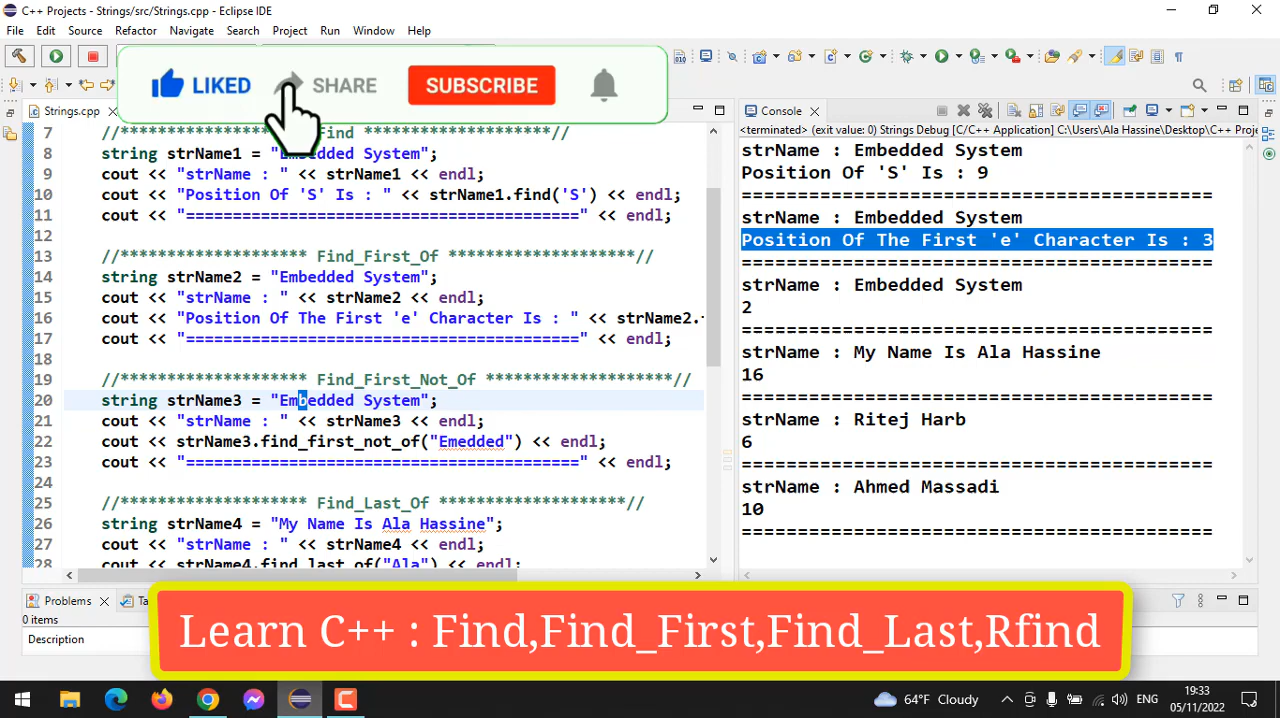 C++ Projects - Strings/src/Strings.cpp - Eclipse IDE
File Edit Source Refactor Navigate Search Project Run Window Help
LIKED SHARE SUBSCRIBE
Strings.cpp
7 //******************** Find ********************//
8 string strName1 = "Embedded System";
9 cout << "strName : " << strName1 << endl;
10 cout << "Position Of 'S' Is : " << strName1.find('S') << endl;
11 cout << "===========================================" << endl;
12
13 //******************** Find_First_Of ********************//
14 string strName2 = "Embedded System";
15 cout << "strName : " << strName2 << endl;
16 cout << "Position Of The First 'e' Character Is : " << strName2.
17 cout << "===========================================" << endl;
18
19 //******************** Find_First_Not_Of ********************//
20 string strName3 = "Embedded System";
21 cout << "strName : " << strName3 << endl;
22 cout << strName3.find_first_not_of("Emedded") << endl;
23 cout << "===========================================" << endl;
24
25 //******************** Find_Last_Of ********************//
26 string strName4 = "My Name Is Ala Hassine";
27 cout << "strName : " << strName4 << endl;
28 cout << strName4.find_last_of("Ala") << endl;
Console
<terminated> (exit value: 0) Strings Debug [C/C++ Application] C:\Users\Ala Hassine\Desktop\C++ Proje
strName : Embedded System
Position Of 'S' Is : 9
===========================================
strName : Embedded System
Position Of The First 'e' Character Is : 3
===========================================
strName : Embedded System
2
===========================================
strName : My Name Is Ala Hassine
16
===========================================
strName : Ritej Harb
6
===========================================
strName : Ahmed Massadi
10
===========================================
Problems Ta
0 items
Description
Learn C++ : Find,Find_First,Find_Last,Rfind
64°F Cloudy ENG 19:33
05/11/2022